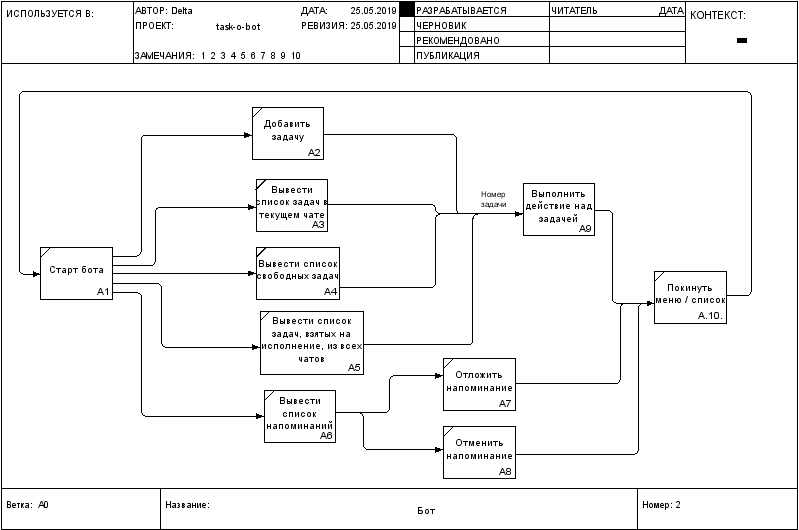 ИСПОЛЬЗУЕТСЯ В:
АВТОР: Delta
ДАТА: 25.05.2019
ПРОЕКТ: task-o-bot
РЕВИЗИЯ: 25.05.2019
ЗАМЕЧАНИЯ: 1 2 3 4 5 6 7 8 9 10
РАЗРАБАТЫВАЕТСЯ
ЧЕРНОВИК
РЕКОМЕНДОВАНО
ПУБЛИКАЦИЯ
ЧИТАТЕЛЬ
ДАТА
КОНТЕКСТ:
Добавить
задачу
A2
Вывести
список задач в
текущем чате
A3
Номер
задачи
Выполнить
действие над
задачей
A9
Старт бота
A1
Вывести список
свободных задач
A4
Покинуть
меню / список
A.10.
Вывести список
задач, взятых на
исполнение, из всех
чатов
A5
Отложить
напоминание
A7
Вывести
список
напоминаний
A6
Отменить
напоминание
A8
Ветка: A0
Название:
Бот
Номер: 2